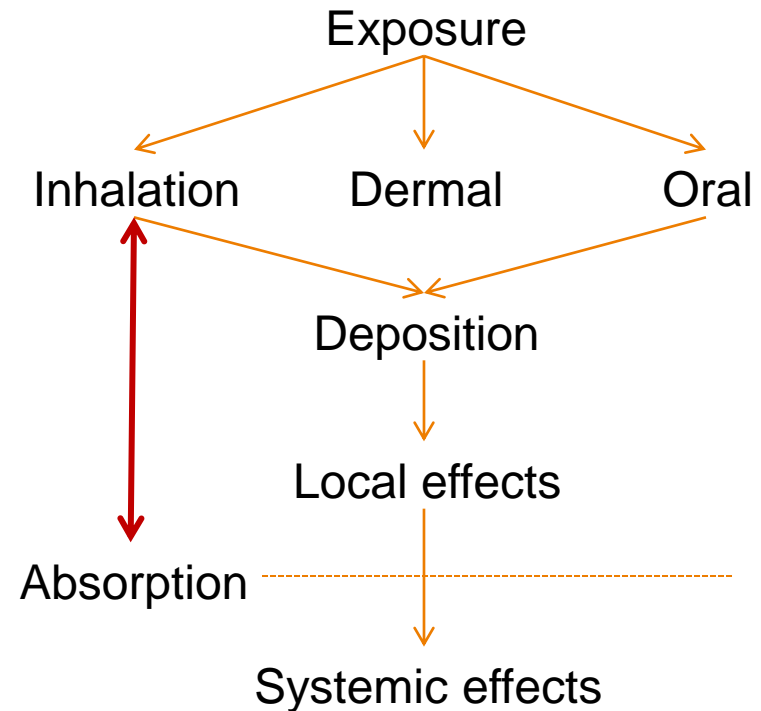 Exposure
Inhalation Dermal Oral
Deposition
Local effects
Absorption
Systemic effects